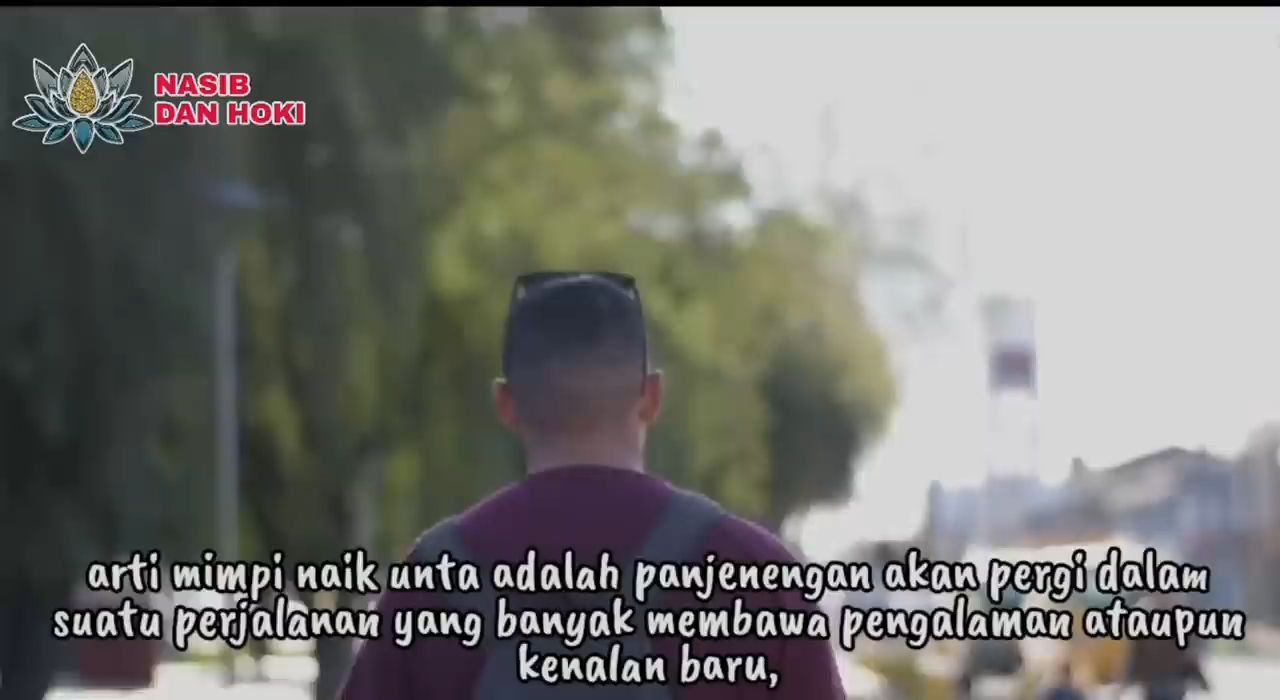 NASIB
DAN HOKI
arti mimpi naik unta adalah panjenengan akan pergi dalam
suatu perjalanan yang banyak membawa pengalaman ataupun
kenalan baru,